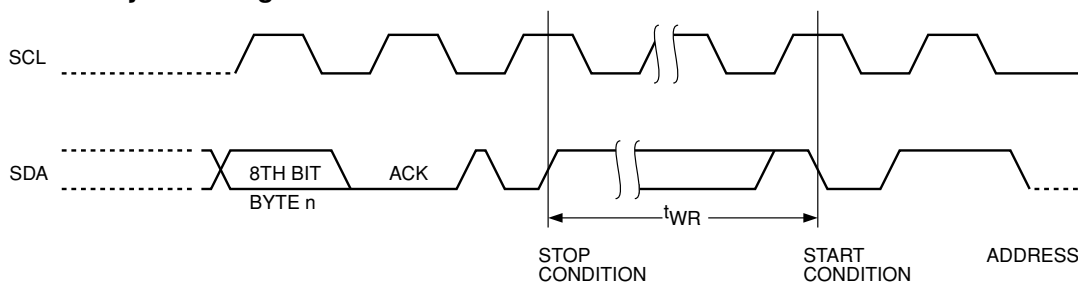 SCL
SDA
8TH BIT
ACK
BYTE n
tWR
STOP
CONDITION
START
CONDITION
ADDRESS